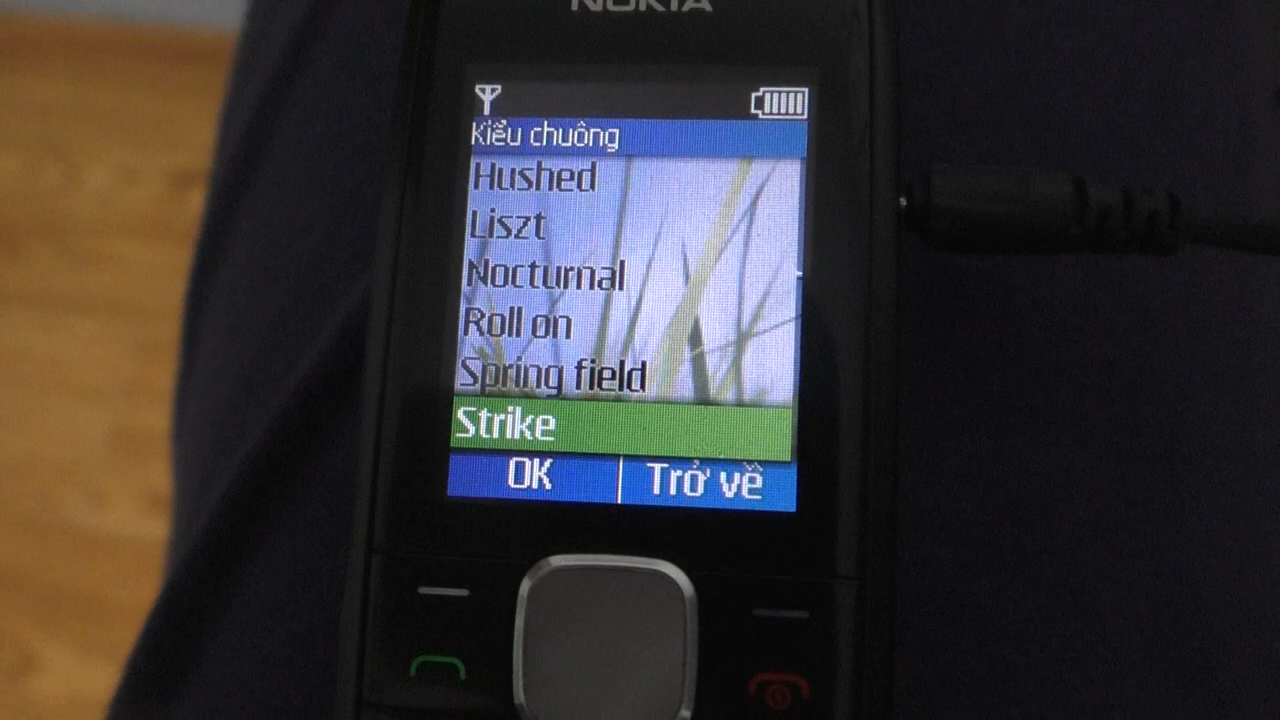 NOKIA
Kiểu chuông
Hushed
Liszt
Nocturnal
Roll on
Spring field
Strike
OK
Trở về